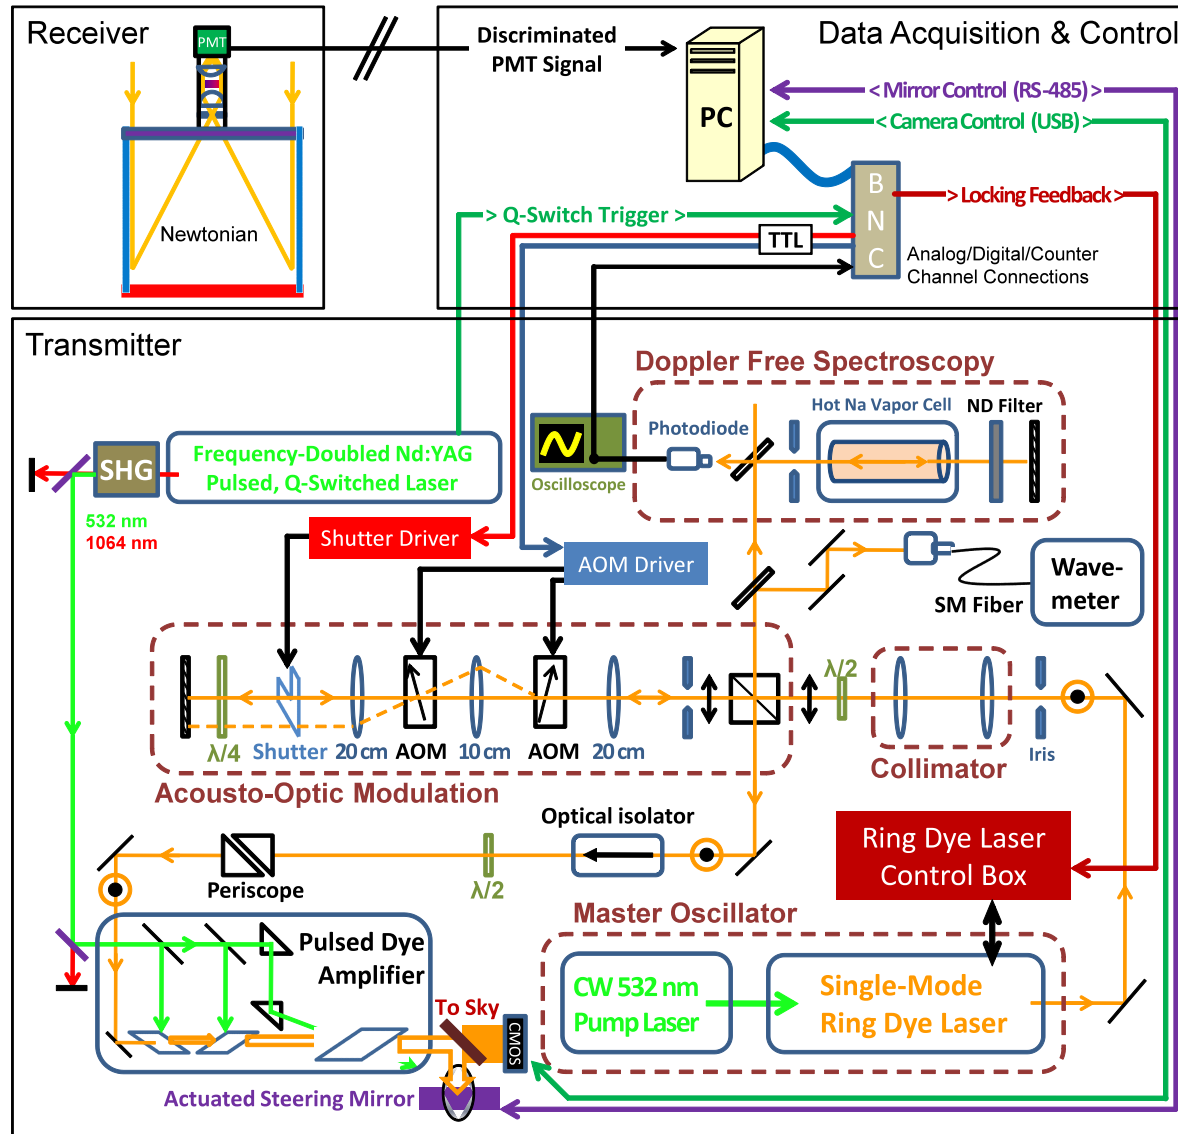 Receiver
PMT
Newtonian
Discriminated
PMT Signal
Data Acquisition & Control
PC
< Mirror Control (RS-485) >
< Camera Control (USB) >
B
N
C
> Locking Feedback >
> Q-Switch Trigger >
TTL
Analog/Digital/Counter
Channel Connections
Transmitter
Doppler Free Spectroscopy
Hot Na Vapor Cell
ND Filter
Photodiode
Oscilloscope
SHG
Frequency-Doubled Nd:YAG
Pulsed, Q-Switched Laser
532 nm
1064 nm
Shutter Driver
AOM Driver
SM Fiber
Wave-
meter
λ/4
Shutter
20 cm
AOM
10 cm
AOM
20 cm
λ/2
Collimator
Iris
Acousto-Optic Modulation
Optical isolator
λ/2
Periscope
Ring Dye Laser
Control Box
Master Oscillator
CW 532 nm
Pump Laser
Single-Mode
Ring Dye Laser
Pulsed Dye
Amplifier
To Sky
CMOS
Actuated Steering Mirror